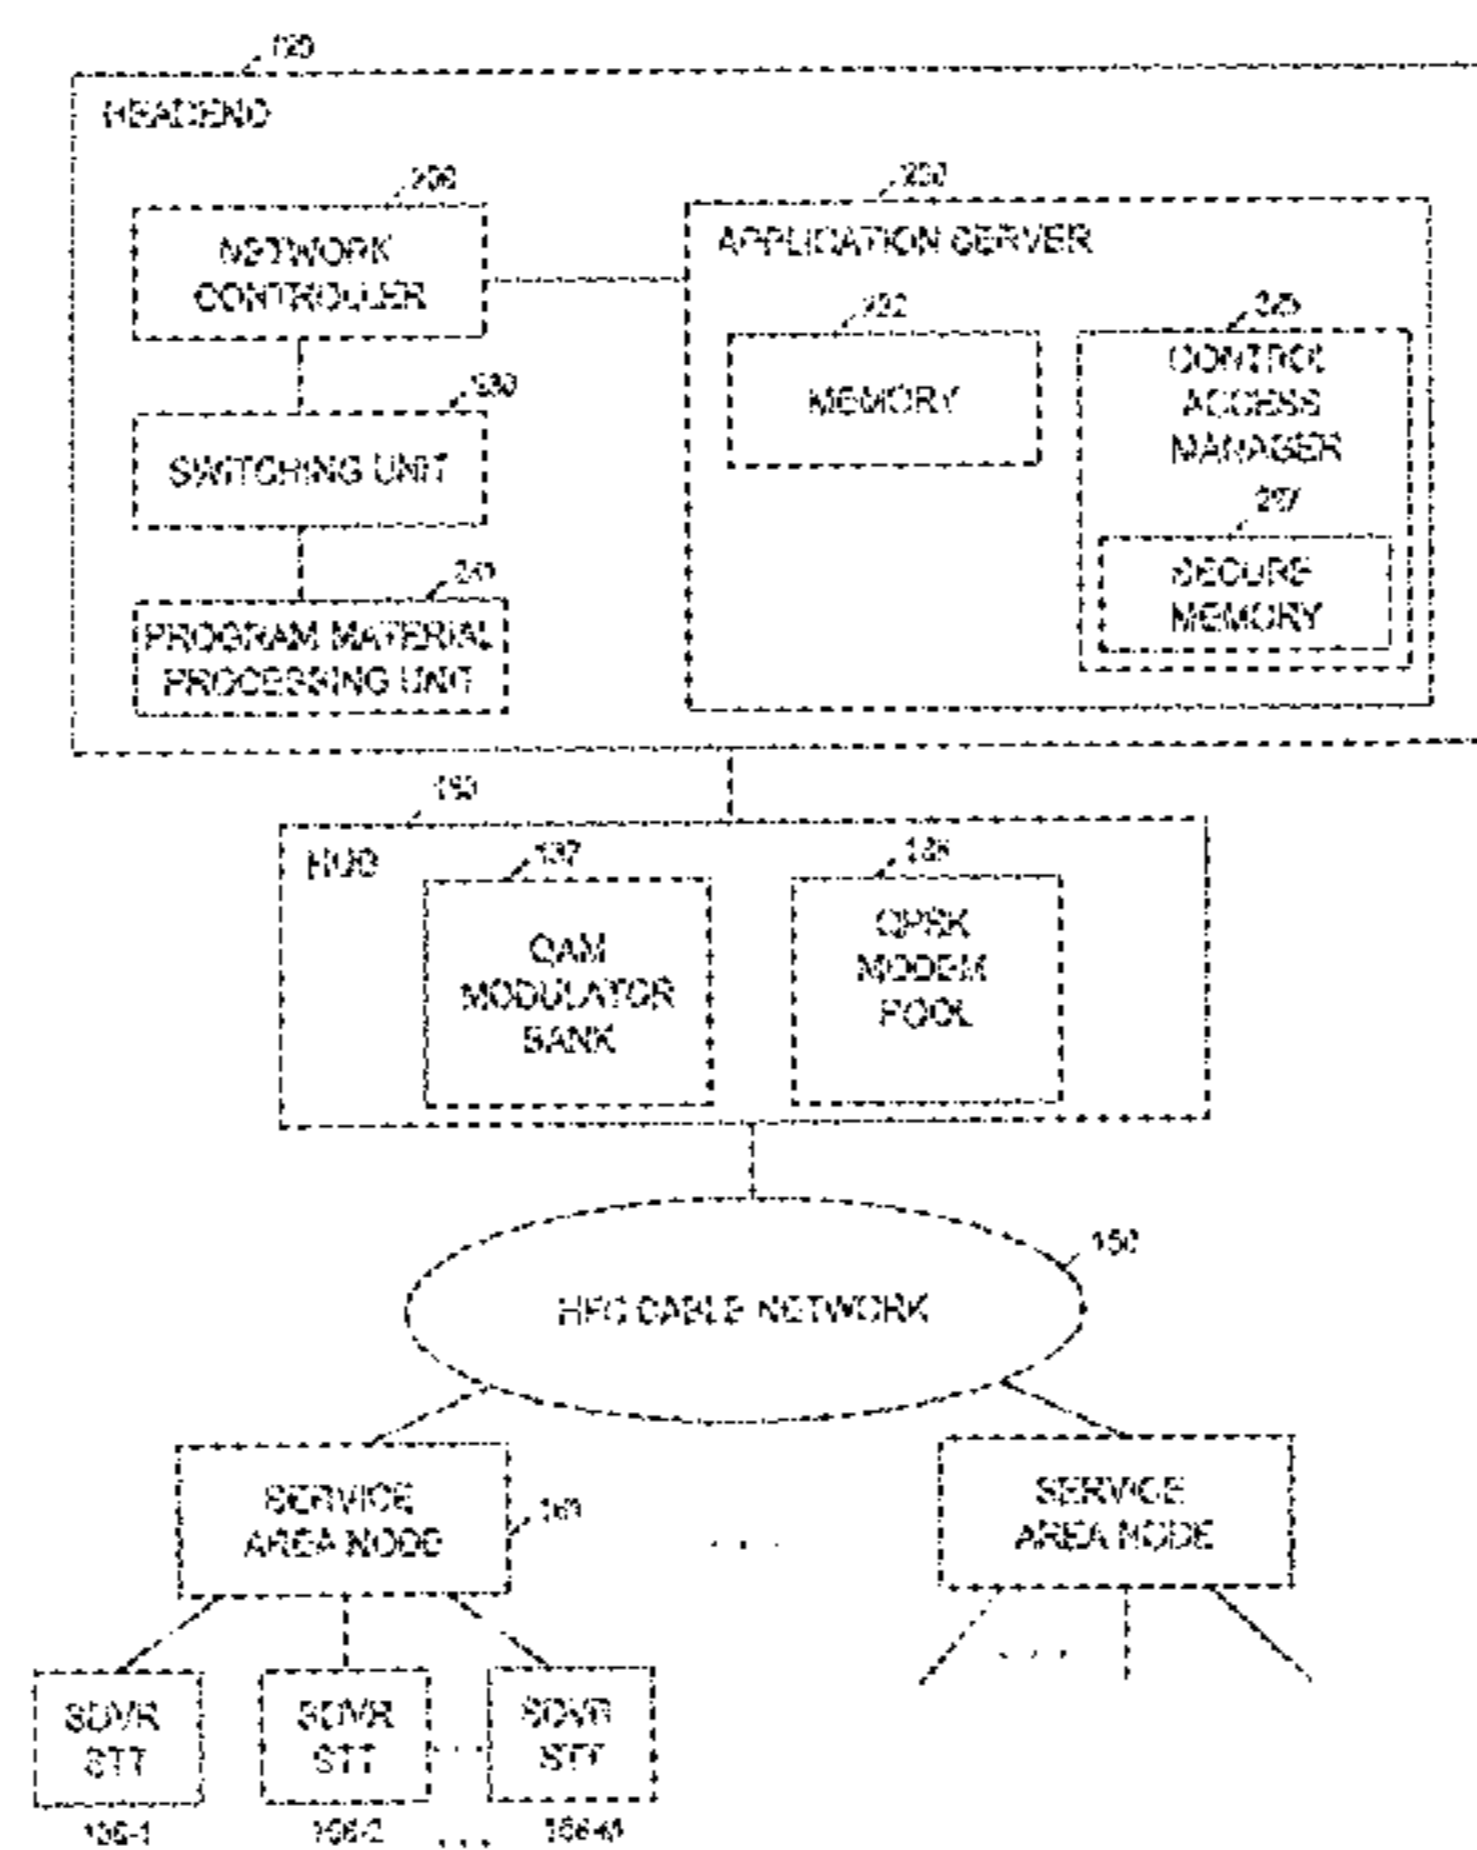 HEADEND
NETWORK
CONTROLLER
SWITCHING UNIT
PROGRAM MATERIAL
PROCESSING UNIT
APPLICATION SERVER
MEMORY
CONTROL
ACCESS
MANAGER
SECURE
MEMORY
HUB
137
QAM
MODULATOR
BANK
QPSK
MODEM
POOL
HFC CABLE NETWORK
150
SERVICE
AREA NODE
. . .
SERVICE
AREA NODE
. . .
SDVR
STT
SDVR
STT
. . .
SDVR
STT
. . .